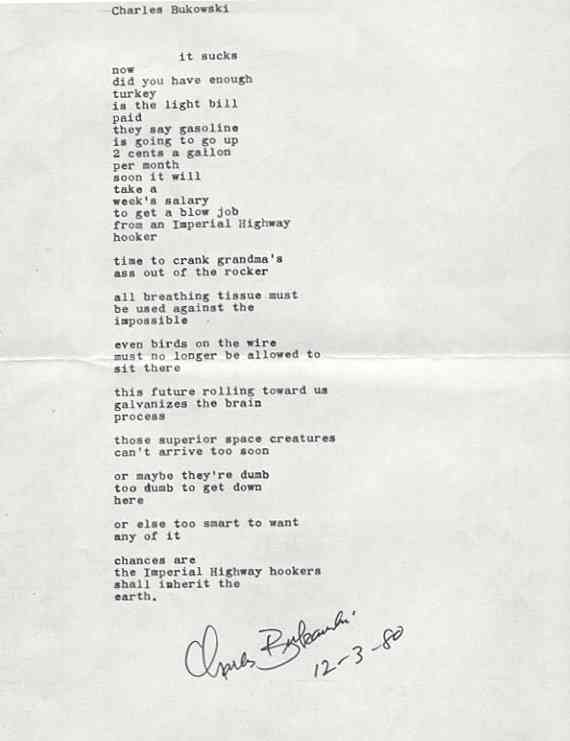 Charles Bukowski
it sucks
now
did you have enough
turkey
is the light bill
paid
they say gasoline
is going to go up
2 cents a gallon
per month
soon it will
take a
week's salary
to get a blow job
from an Imperial Highway
hooker
time to crank grandma's
ass out of the rocker
all breathing tissue must
be used against the
impossible
even birds on the wire
must no longer be allowed to
sit there
this future rolling toward us
galvanizes the brain
process
those superior space creatures
can't arrive too soon
or maybe they're dumb
too dumb to get down
here
or else too smart to want
any of it
chances are
the Imperial Highway hookers
shall inherit the
earth.
Charles Bukowski
12-3-80